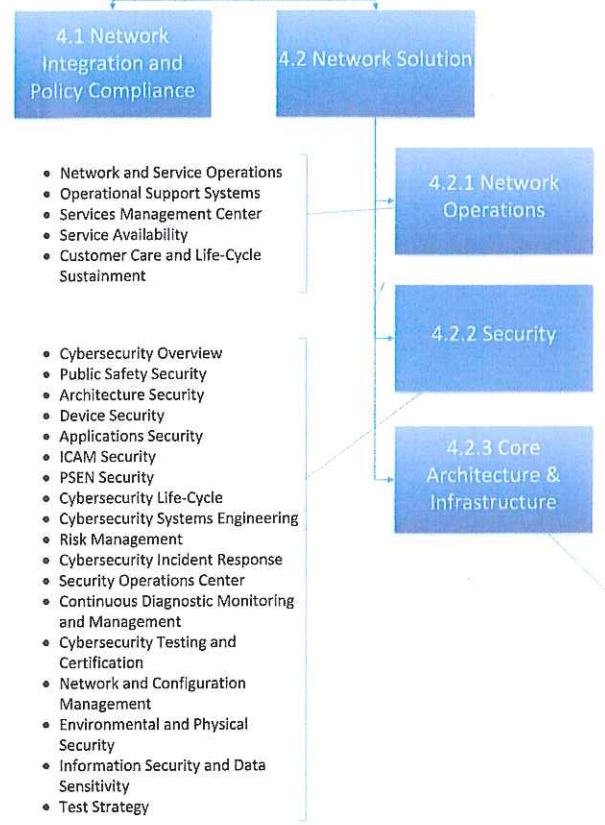 4.1 Network
Integration and
Policy Compliance
4.2 Network Solution
• Network and Service Operations
• Operational Support Systems
• Services Management Center
• Service Availability
• Customer Care and Life-Cycle
Sustainment
4.2.1 Network
Operations
4.2.2 Security
• Cybersecurity Overview
• Public Safety Security
• Architecture Security
• Device Security
• Applications Security
• ICAM Security
• PSEN Security
• Cybersecurity Life-Cycle
• Cybersecurity Systems Engineering
• Risk Management
• Cybersecurity Incident Response
• Security Operations Center
• Continuous Diagnostic Monitoring
and Management
• Cybersecurity Testing and
Certification
• Network and Configuration
Management
• Environmental and Physical
Security
• Information Security and Data
Sensitivity
• Test Strategy
4.2.3 Core
Architecture &
Infrastructure